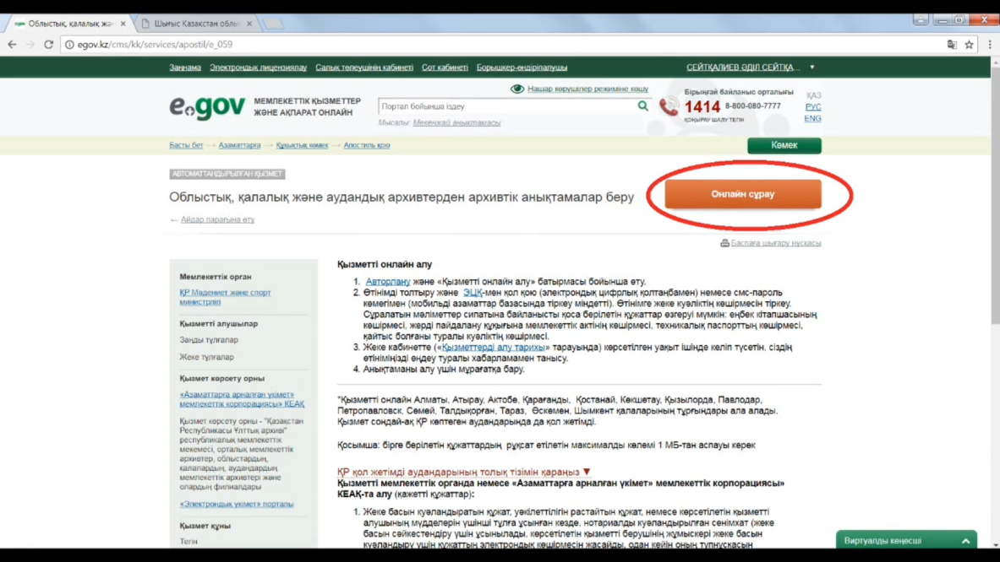 Облыстық, қалалық жән
Шығыс Қазақстан облы
egov.kz/cms/kk/services/apostil/e_059
Заңнама Электрондық лицензиялау Салық төлеушінің кабинеті Сот кабинеті Борышкер-өндіріпалушы
СЕЙТҚАЛИЕВ ӘДІЛ СЕЙТҚА...
Нашар көрушілер режиміне көшу
egov
МЕМЛЕКЕТТІК ҚЫЗМЕТТЕР
ЖӘНЕ АҚПАРАТ ОНЛАЙН
Портал бойынша іздеу
Мысалы: Мекенжай анықтамасы
Бірыңғай байланыс орталығы
1414 8-800-080-7777
ҚОҢЫРАУ ШАЛУ ТЕГІН
ҚАЗ
РУС
ENG
Басты бет → Азаматтарға → Құқықтық көмек → Апостиль қою
Көмек
АВТОМАТТАНДЫРЫЛҒАН ҚЫЗМЕТ
Облыстық, қалалық және аудандық архивтерден архивтік анықтамалар беру
Онлайн сұрау
← Айдар парағына өту
Баспаға шығару нұсқасы
Мемлекеттік орган
ҚР Мәдениет және спорт
министрлігі
Қызметті алушылар
Заңды тұлғалар
Жеке тұлғалар
Қызмет көрсету орны
«Азаматтарға арналған үкімет»
мемлекеттік корпорациясы» КЕАҚ
Қызмет көрсету орны - "Қазақстан
Республикасы Ұлттық архиві"
республикалық мемлекеттік
мекемесі, орталық мемлекеттік
архивтер, облыстардың,
қалалардың, аудандардың
мемлекеттік архивтері және
олардың филиалдары
«Электрондық үкімет» порталы
Қызмет құны
Тегін
Қызметті онлайн алу
1. Авторлану және «Қызметті онлайн алу» батырмасы бойынша өту.
2. Өтінімді толтыру және ЭЦҚ-мен қол қою (электрондық цифрлық қолтаңбамен) немесе смс-пароль
көмегімен (мобильді азаматтар базасында тіркеу міндетті). Өтінімге жеке куәліктің көшірмесін тіркеу.
Сұралатын мәліметтер сипатына байланысты қоса берілетін құжаттар өзгеруі мүмкін: еңбек кітапшасының
көшірмесі, жерді пайдалану құқығына мемлекеттік актінің көшірмесі, техникалық паспорттың көшірмесі,
қайтыс болғаны туралы куәліктің көшірмесі.
3. Жеке кабинетте («Қызметтерді алу тарихы» тарауында) көрсетілген уақыт ішінде келіп түсетін, сіздің
өтініміңізді өңдеу туралы хабарламамен танысу.
4. Анықтаманы алу үшін мұрағатқа бару.
"Қызметті онлайн Алматы, Атырау, Актобе, Қарағанды, Қостанай, Көкшетау, Қызылорда, Павлодар,
Петропавловск, Семей, Талдықорған, Тараз, Өскемен, Шымкент қалаларының тұрғындары ала алады.
Қызмет сондай-ақ ҚР көптеген аудандарында да қол жетімді.
Қосымша: бірге берілетін құжаттардың рұқсат етілетін максималды көлемі 1 МБ-тан аспауы керек
ҚР қол жетімді аудандарының толық тізімін қараңыз ▼
Қызметті мемлекеттік органда немесе «Азаматтарға арналған үкімет» мемлекеттік корпорациясы»
КЕАҚ-та алу (қажетті құжаттар):
1. Жеке басын куәландыратын құжат, уәкілеттілігін растайтын құжат, немесе көрсетілетін қызметті
алушының мүдделерін үшінші тұлға ұсынған кезде, нотариалды куәландырылған сенімхат (жеке
басын сәйкестендіру үшін ұсынылады, көрсетілетін қызметті берушінің жұмыскері жеке басын
куәландыру үшін құжаттың электрондық көшірмесін жасайды, одан кейін оның түпнұсқасын
Виртуалды кеңесші